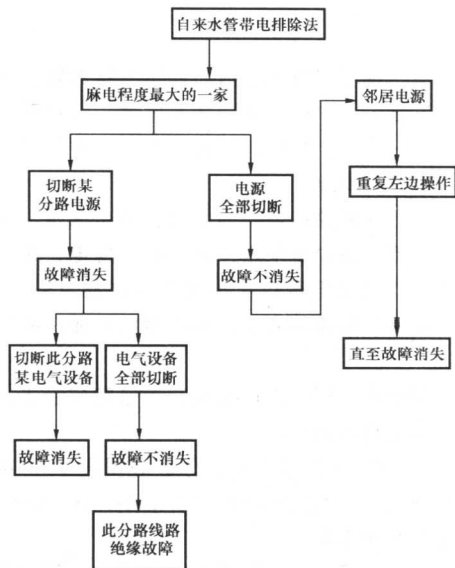 自来水管带电排除法
麻电程度最大的一家
邻居电源
切断某
分路电源
电源
全部切断
重复左边操作
故障消失
故障不消失
直至故障消失
切断此分路
某电气设备
电气设备
全部切断
故障消失
故障不消失
此分路线路
绝缘故障